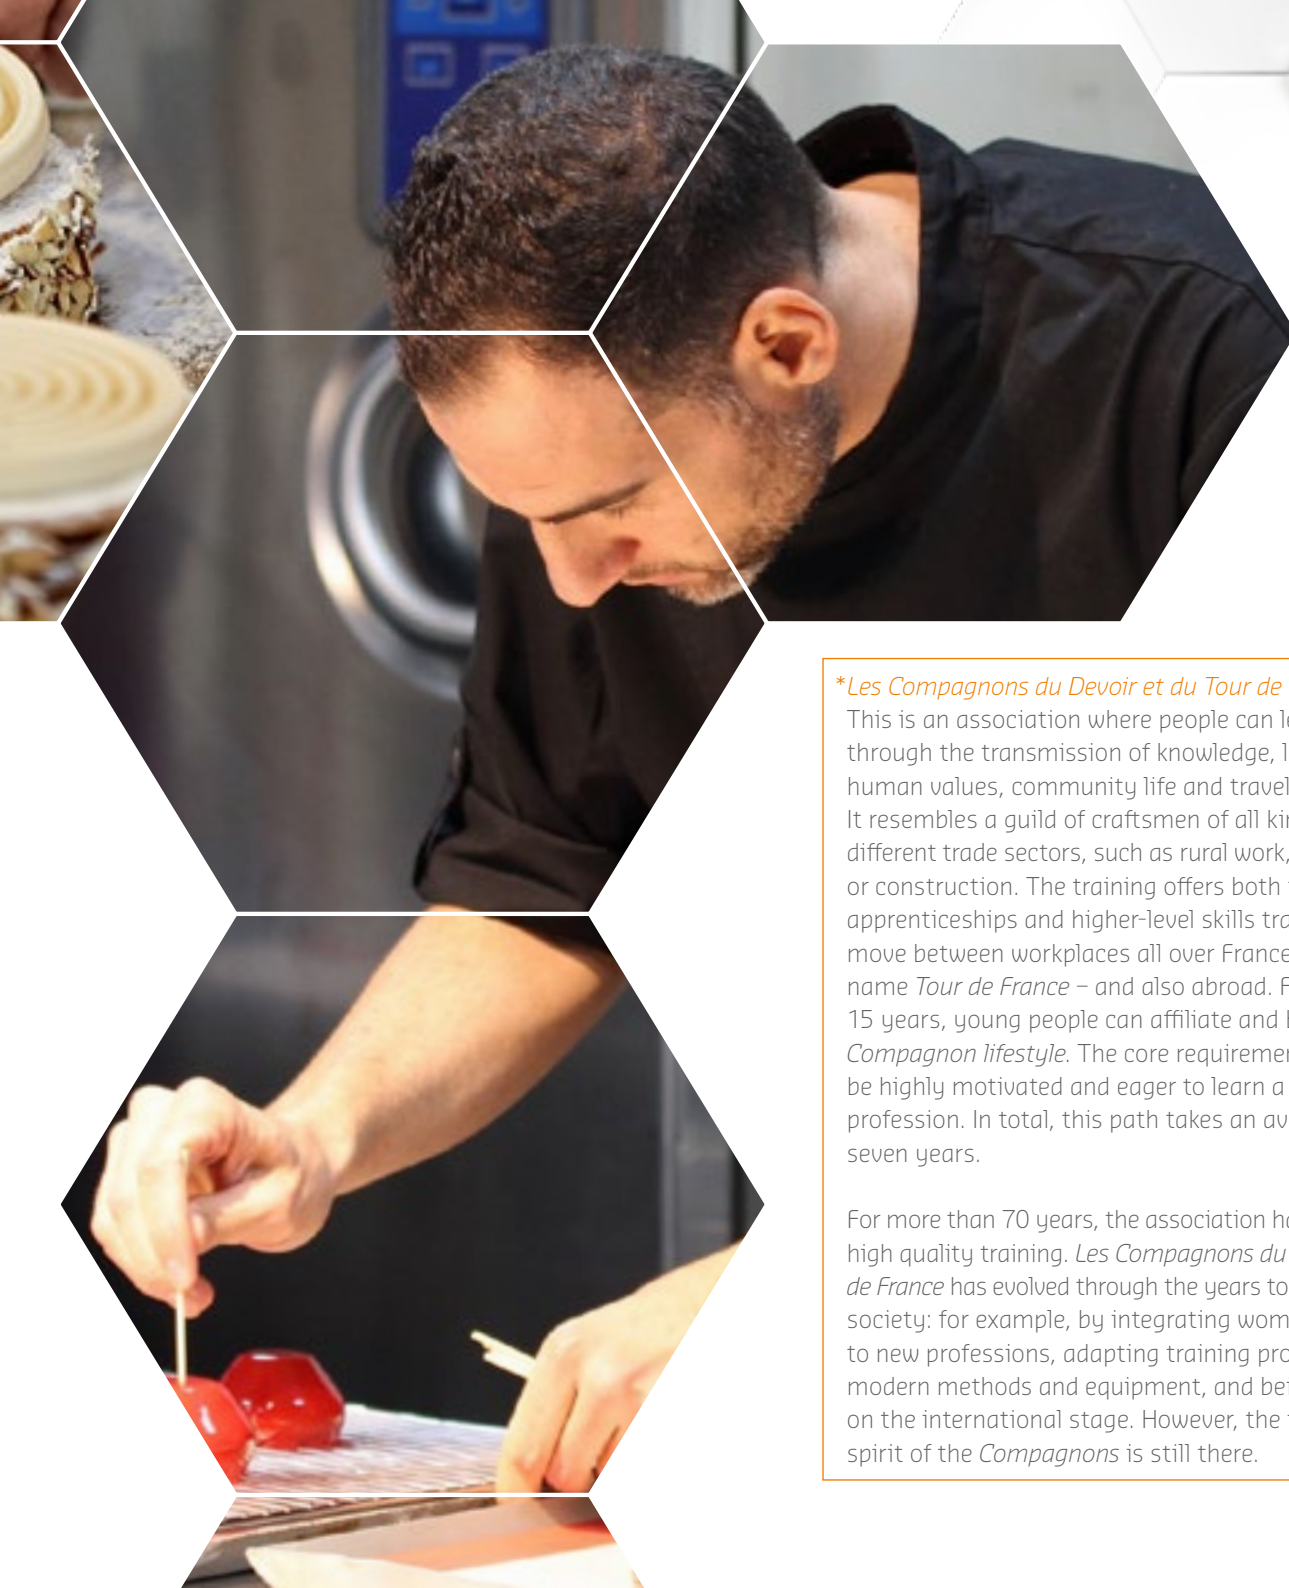 *Les Compagnons du Devoir et du Tour de
This is an association where people can
through the transmission of knowledge,
human values, community life and travel
It resembles a guild of craftsmen of all
different trade sectors, such as rural work,
or construction. The training offers both
apprenticeships and higher-level skills
move between workplaces all over France
name Tour de France – and also abroad.
15 years, young people can affiliate and
Compagnon lifestyle. The core
be highly motivated and eager to learn a
profession. In total, this path takes an
seven years.
For more than 70 years, the association
high quality training. Les Compagnons du
de France has evolved through the years to
society: for example, by integrating
to new professions, adapting training
modern methods and equipment, and
on the international stage. However, the
spirit of the Compagnons is still there.